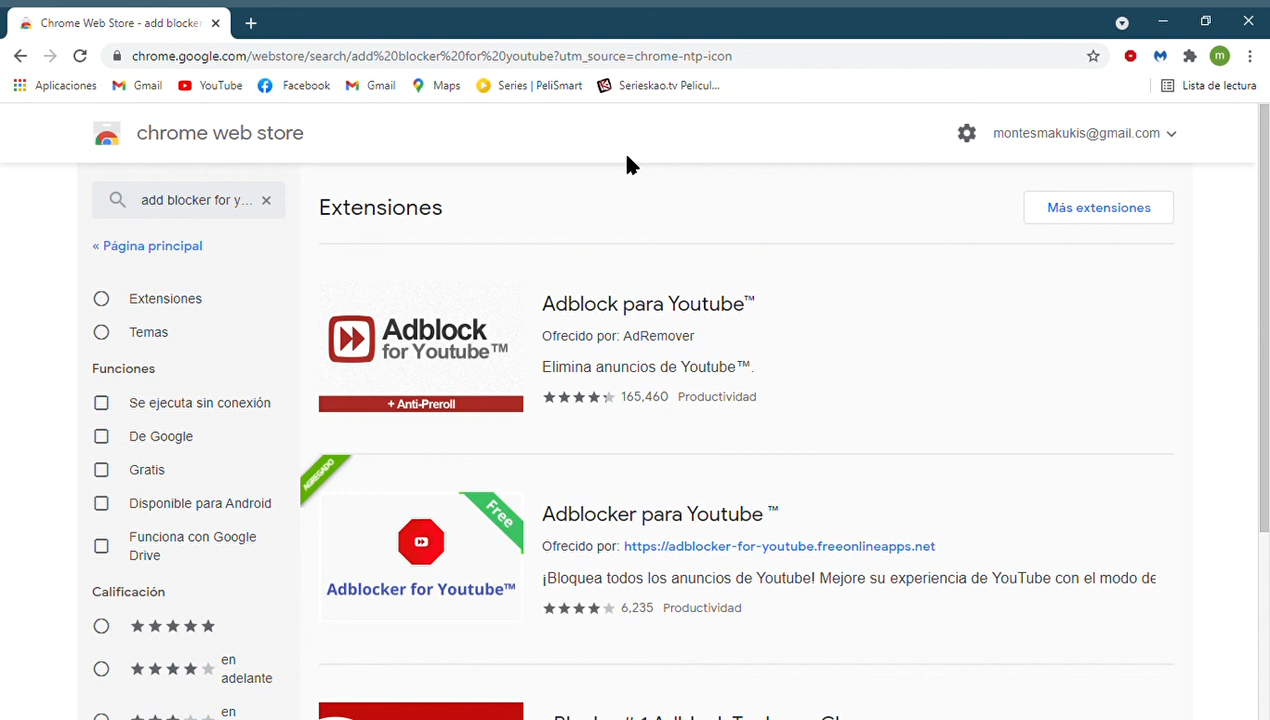 Chrome Web Store - add blocker
chrome.google.com/webstore/search/add%20blocker%20for%20youtube?utm_source=chrome-ntp-icon
m
Aplicaciones Gmail YouTube Facebook Gmail Maps Series | PeliSmart Serieskao.tv Pelicul... Lista de lectura
chrome web store
montesmakukis@gmail.com
add blocker for y...
« Página principal
Extensiones
Temas
Funciones
Se ejecuta sin conexión
De Google
Gratis
Disponible para Android
Funciona con Google
Drive
Calificación
en
adelante
en
Extensiones
Más extensiones
Adblock
for Youtube™
+ Anti-Preroll
Adblock para Youtube™
Ofrecido por: AdRemover
Elimina anuncios de Youtube™.
165,460 Productividad
AGREGADO
Free
Adblocker for Youtube™
Adblocker para Youtube ™
Ofrecido por: https://adblocker-for-youtube.freeonlineapps.net
¡Bloquea todos los anuncios de Youtube! Mejore su experiencia de YouTube con el modo de
6,235 Productividad